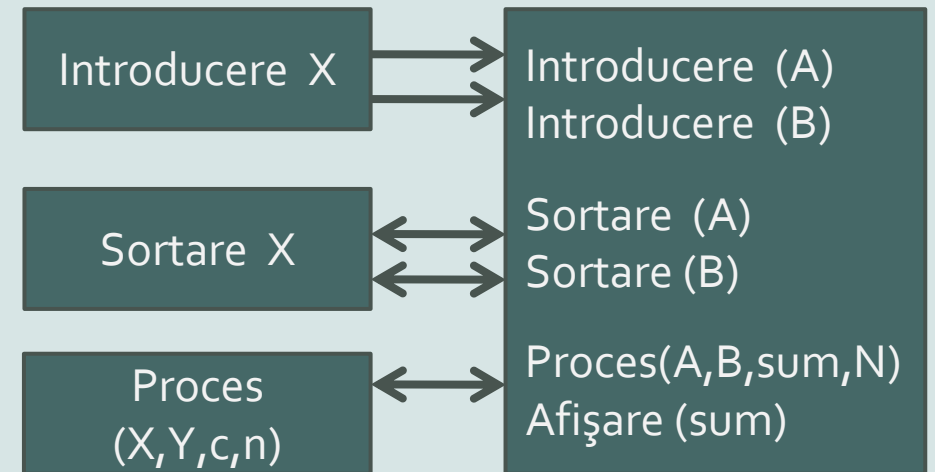 Introducere X
Sortare X
Proces
(X,Y,c,n)
Introducere (A)
Introducere (B)
Sortare (A)
Sortare (B)
Proces(A,B,sum,N)
Afişare (sum)